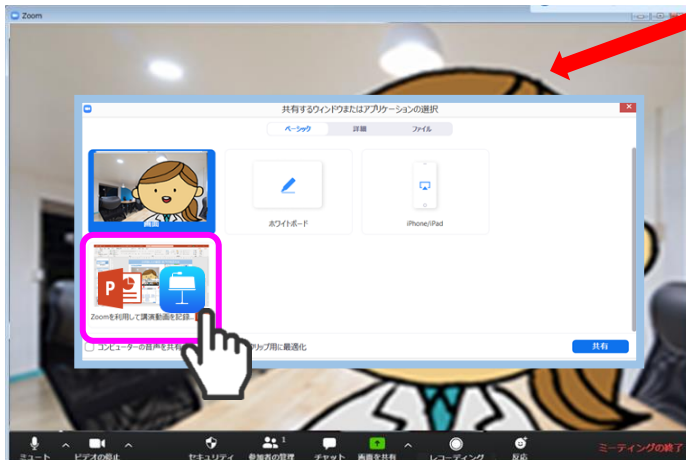 Zoom
共有するウィンドウまたはアプリケーションの選択
ベーシック 詳細 ファイル
画面
ホワイトボード
iPhone/iPad
P
Zoomを利用して講演動画を記録...
コンピューターの音声を共有
リップ用に最適化
共有
1
ミュート
ビデオの停止
セキュリティ
参加者の管理
チャット
画面を共有
レコーディング
反応
ミーティングの終了